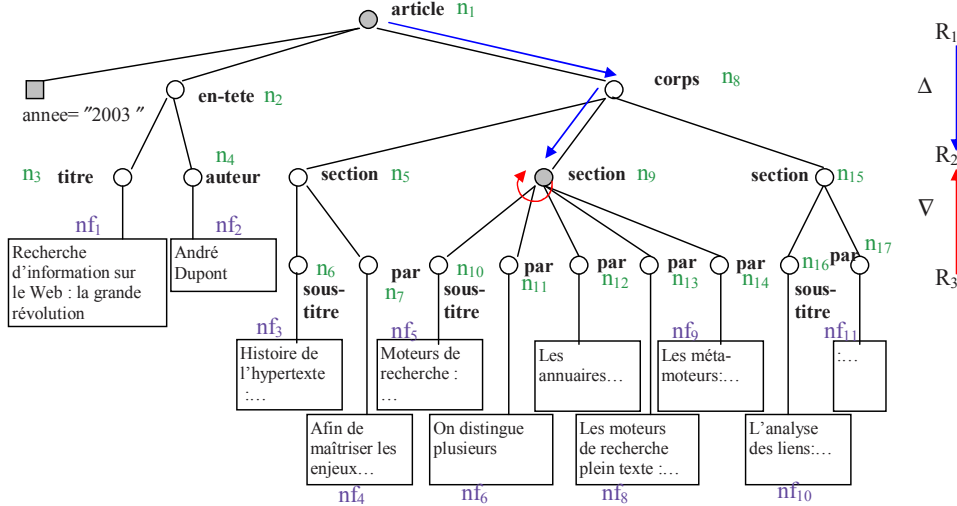 article n1
R1
annee= "2003 "
en-tete n2
corps n8
Δ
n3 titre
n4
auteur
section n5
section n9
section n15
R2
∇
R3
nf1
nf2
Recherche
d'information sur
le Web : la grande
révolution
André
Dupont
n6
sous-
titre
par
n7
n10
sous-
titre
par
n11
par
n12
par
n13
par
n14
n16
sous-
titre
par
n17
nf3
nf5
nf9
nf11
Histoire de
l'hypertexte
:…
Moteurs de
recherche :
…
Les
annuaires…
Les méta-
moteurs:…
:…
Afin de
maîtriser les
enjeux…
On distingue
plusieurs
Les moteurs
de recherche
plein texte :…
L'analyse
des liens:…
nf4
nf6
nf8
nf10